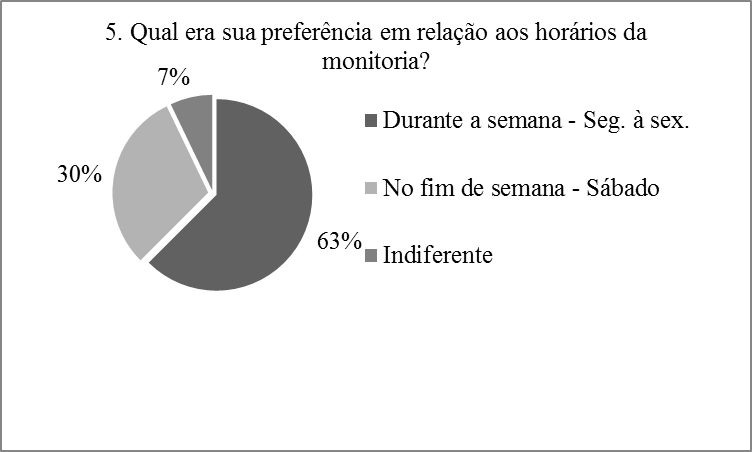 5. Qual era sua preferência em relação aos horários da
monitoria?
7%
30%
63%
Durante a semana - Seg. à sex.
No fim de semana - Sábado
Indiferente